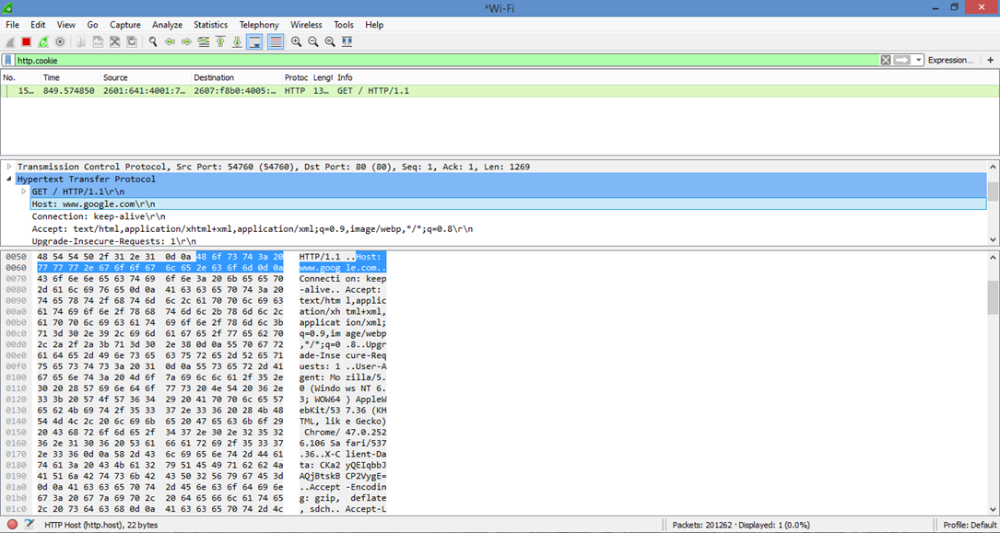 *Wi-Fi
File Edit View Go Capture Analyze Statistics Telephony Wireless Tools Help
http.cookie Expression... +
No. Time Source Destination Protoc Lengt Info
15… 849.574850 2601:641:4001:7… 2607:f8b0:4005:… HTTP 13… GET / HTTP/1.1
Transmission Control Protocol, Src Port: 54760 (54760), Dst Port: 80 (80), Seq: 1, Ack: 1, Len: 1269
Hypertext Transfer Protocol
GET / HTTP/1.1\r\n
Host: www.google.com\r\n
Connection: keep-alive\r\n
Accept: text/html,application/xhtml+xml,application/xml;q=0.9,image/webp,*/*;q=0.8\r\n
Upgrade-Insecure-Requests: 1\r\n
0050 48 54 54 50 2f 31 2e 31 0d 0a 48 6f 73 74 3a 20 HTTP/1.1 ..Host:
0060 77 77 77 2e 67 6f 6f 67 6c 65 2e 63 6f 6d 0d 0a www.goog le.com..
0070 43 6f 6e 6e 65 63 74 69 6f 6e 3a 20 6b 65 65 70 Connecti on: keep
0080 2d 61 6c 69 76 65 0d 0a 41 63 63 65 70 74 3a 20 -alive.. Accept:
0090 74 65 78 74 2f 68 74 6d 6c 2c 61 70 70 6c 69 63 text/htm l,applic
00a0 61 74 69 6f 6e 2f 78 68 74 6d 6c 2b 78 6d 6c 2c ation/xh tml+xml,
00b0 61 70 70 6c 69 63 61 74 69 6f 6e 2f 78 6d 6c 3b applicat ion/xml;
00c0 71 3d 30 2e 39 2c 69 6d 61 67 65 2f 77 65 62 70 q=0.9,im age/webp
00d0 2c 2a 2f 2a 3b 71 3d 30 2e 38 0d 0a 55 70 67 72 ,*/*;q=0 .8..Upgr
00e0 61 64 65 2d 49 6e 73 65 63 75 72 65 2d 52 65 71 ade-Inse cure-Req
00f0 75 65 73 74 73 3a 20 31 0d 0a 55 73 65 72 2d 41 uests: 1 ..User-A
0100 67 65 6e 74 3a 20 4d 6f 7a 69 6c 6c 61 2f 35 2e gent: Mo zilla/5.
0110 30 20 28 57 69 6e 64 6f 77 73 20 4e 54 20 36 2e 0 (Windo ws NT 6.
0120 33 3b 20 57 4f 57 36 34 29 20 41 70 70 6c 65 57 3; WOW64 ) AppleW
0130 65 62 4b 69 74 2f 35 33 37 2e 33 36 20 28 4b 48 ebKit/53 7.36 (KH
0140 54 4d 4c 2c 20 6c 69 6b 65 20 47 65 63 6b 6f 29 TML, lik e Gecko)
0150 20 43 68 72 6f 6d 65 2f 34 37 2e 30 2e 32 35 32 Chrome/ 47.0.252
0160 36 2e 31 30 36 20 53 61 66 61 72 69 2f 35 33 37 6.106 Sa fari/537
0170 2e 33 36 0d 0a 58 2d 43 6c 69 65 6e 74 2d 44 61 .36..X-C lient-Da
0180 74 61 3a 20 43 4b 61 32 79 51 45 49 71 62 62 4a ta: CKa2 yQEIqbbJ
0190 41 51 6a 42 74 73 6b 42 43 50 32 56 79 67 45 3d AQjBtskB CP2VygE=
01a0 0d 0a 41 63 63 65 70 74 2d 45 6e 63 6f 64 69 6e ..Accept -Encodin
01b0 67 3a 20 67 7a 69 70 2c 20 64 65 66 6c 61 74 65 g: gzip, deflate
01c0 2c 20 73 64 63 68 0d 0a 41 63 63 65 70 74 2d 4c , sdch.. Accept-L
HTTP Host (http.host), 22 bytes Packets: 201262 · Displayed: 1 (0.0%) Profile: Default